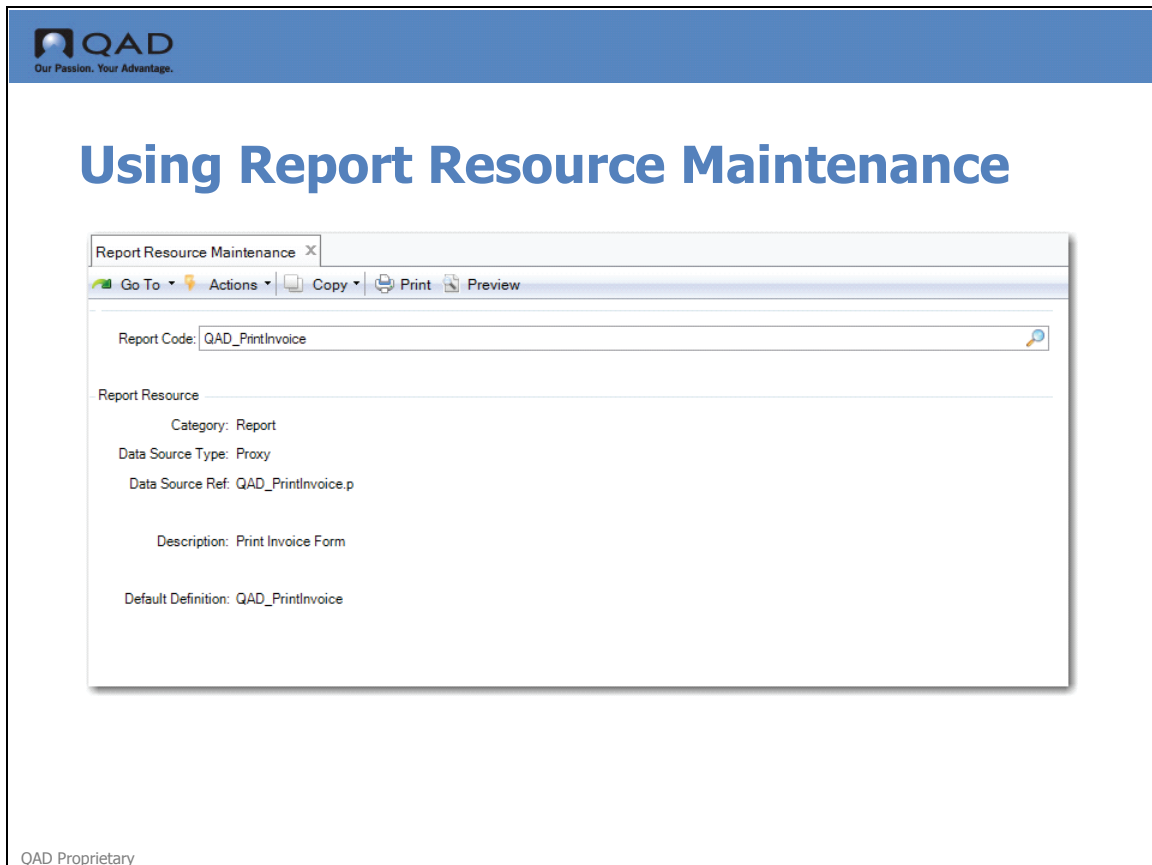 QAD
Our Passion. Your Advantage.
Using Report Resource Maintenance
Report Resource Maintenance X
Go To Actions Copy Print Preview
Report Code: QAD_PrintInvoice
Report Resource
Category: Report
Data Source Type: Proxy
Data Source Ref: QAD_PrintInvoice.p
Description: Print Invoice Form
Default Definition: QAD_PrintInvoice
QAD Proprietary